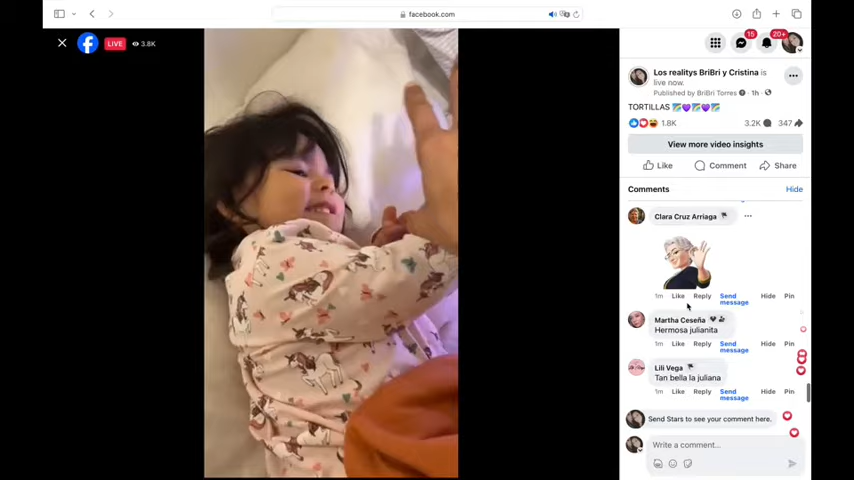 facebook.com
LIVE
3.8K
15
20+
Los realitys BriBri y Cristina is
live now.
Published by BriBri Torres
1h
TORTILLAS
1.8K
3.2K
347
View more video insights
Like
Comment
Share
Comments
Hide
Clara Cruz Arriaga
1m Like Reply Send message Hide Pin
Martha Ceseña
Hermosa julianita
1m Like Reply Send message Hide Pin
Lili Vega
Tan bella la juliana
1m Like Reply Send message Hide Pin
Send Stars to see your comment here.
Write a comment...